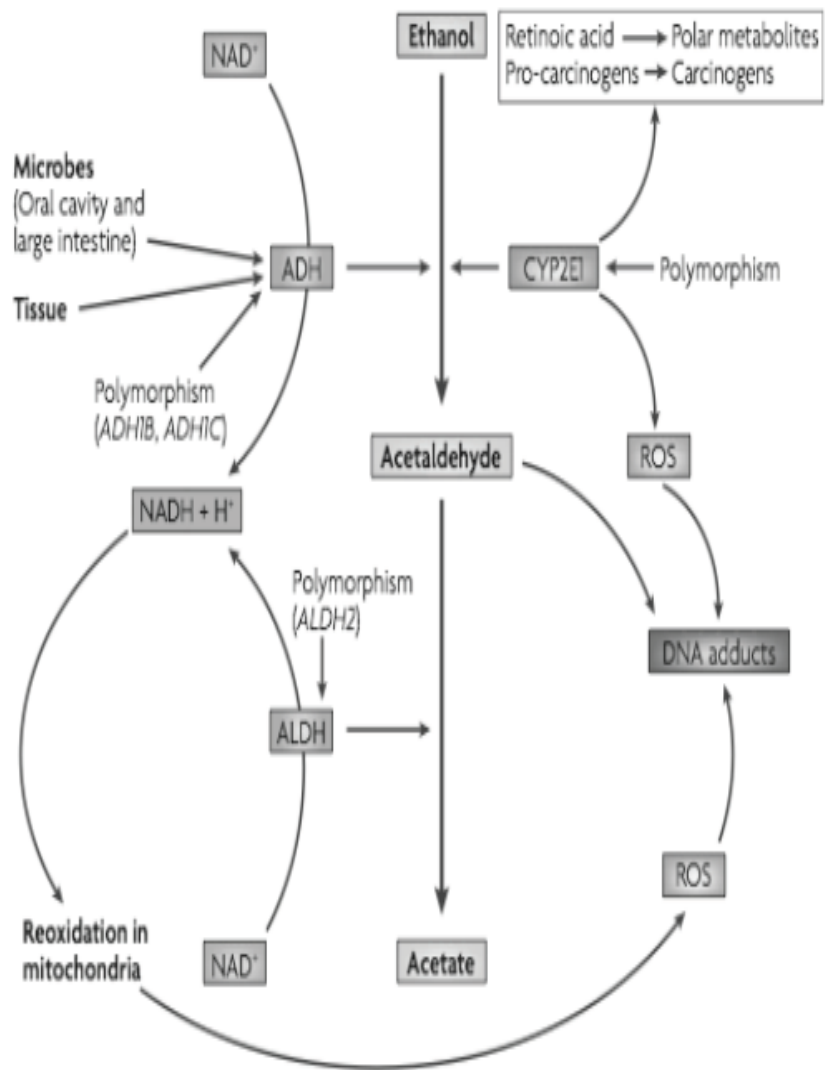 Ethanol
NAD⁺
Retinoic acid → Polar metabolites
Pro-carcinogens → Carcinogens
Microbes
(Oral cavity and
large intestine)
ADH
CYP2E1
Polymorphism
Tissue
Polymorphism
(ADH1B, ADH1C)
Acetaldehyde
ROS
NADH + H⁺
Polymorphism
(ALDH2)
DNA adducts
ALDH
ROS
Reoxidation in
mitochondria
NAD⁺
Acetate